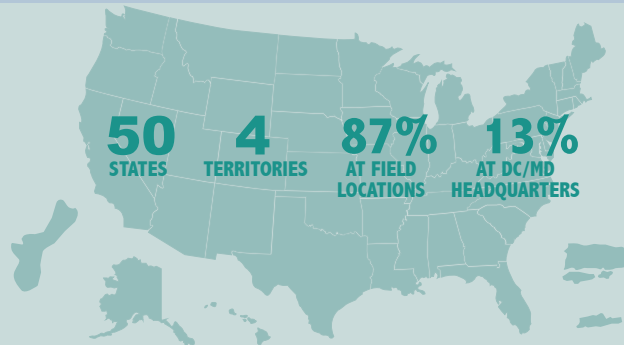 50
STATES
4
TERRITORIES
87%
AT FIELD
LOCATIONS
13%
AT DC/MD
HEADQUARTERS